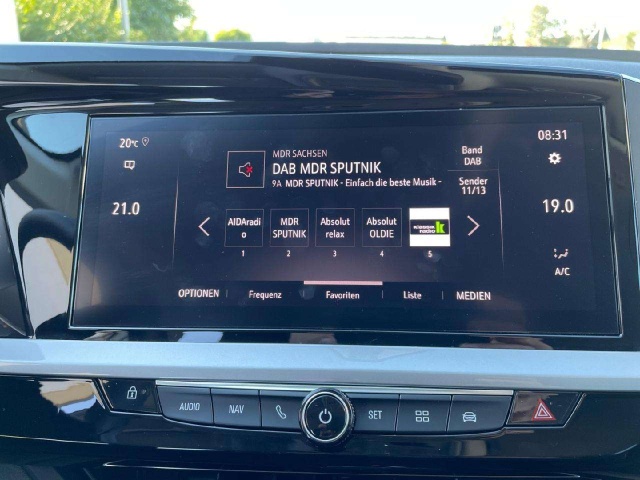 20°C
08:31
MDR SACHSEN
DAB MDR SPUTNIK
9A MDR SPUTNIK - Einfach die beste Musik -
Band
DAB
Sender
11/13
21.0
19.0
AIDAradi
o
MDR
SPUTNIK
Absolut
relax
Absolut
OLDIE
klassik
radio
1
2
3
4
5
A/C
OPTIONEN
Frequenz
Favoriten
Liste
MEDIEN
AUDIO
NAV
SET